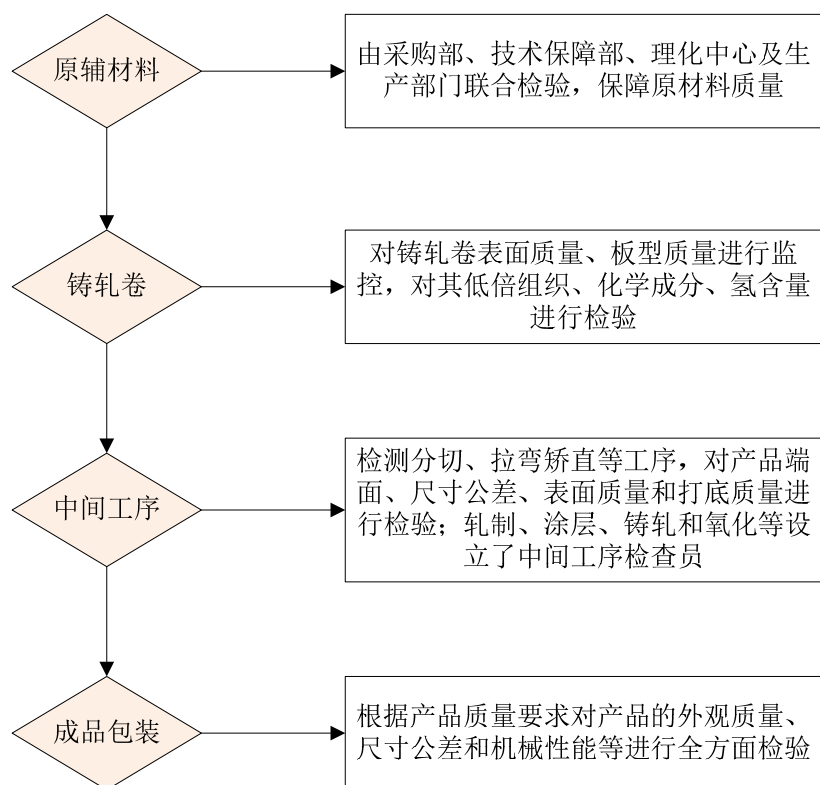 原辅材料
由采购部、技术保障部、理化中心及生
产部门联合检验，保障原材料质量
铸轧卷
对铸轧卷表面质量、板型质量进行监
控，对其低倍组织、化学成分、氢含量
进行检验
中间工序
检测分切、拉弯矫直等工序，对产品端
面、尺寸公差、表面质量和打底质量进
行检验；轧制、涂层、铸轧和氧化等设
立了中间工序检查员
成品包装
根据产品质量要求对产品的外观质量、
尺寸公差和机械性能等进行全方面检验